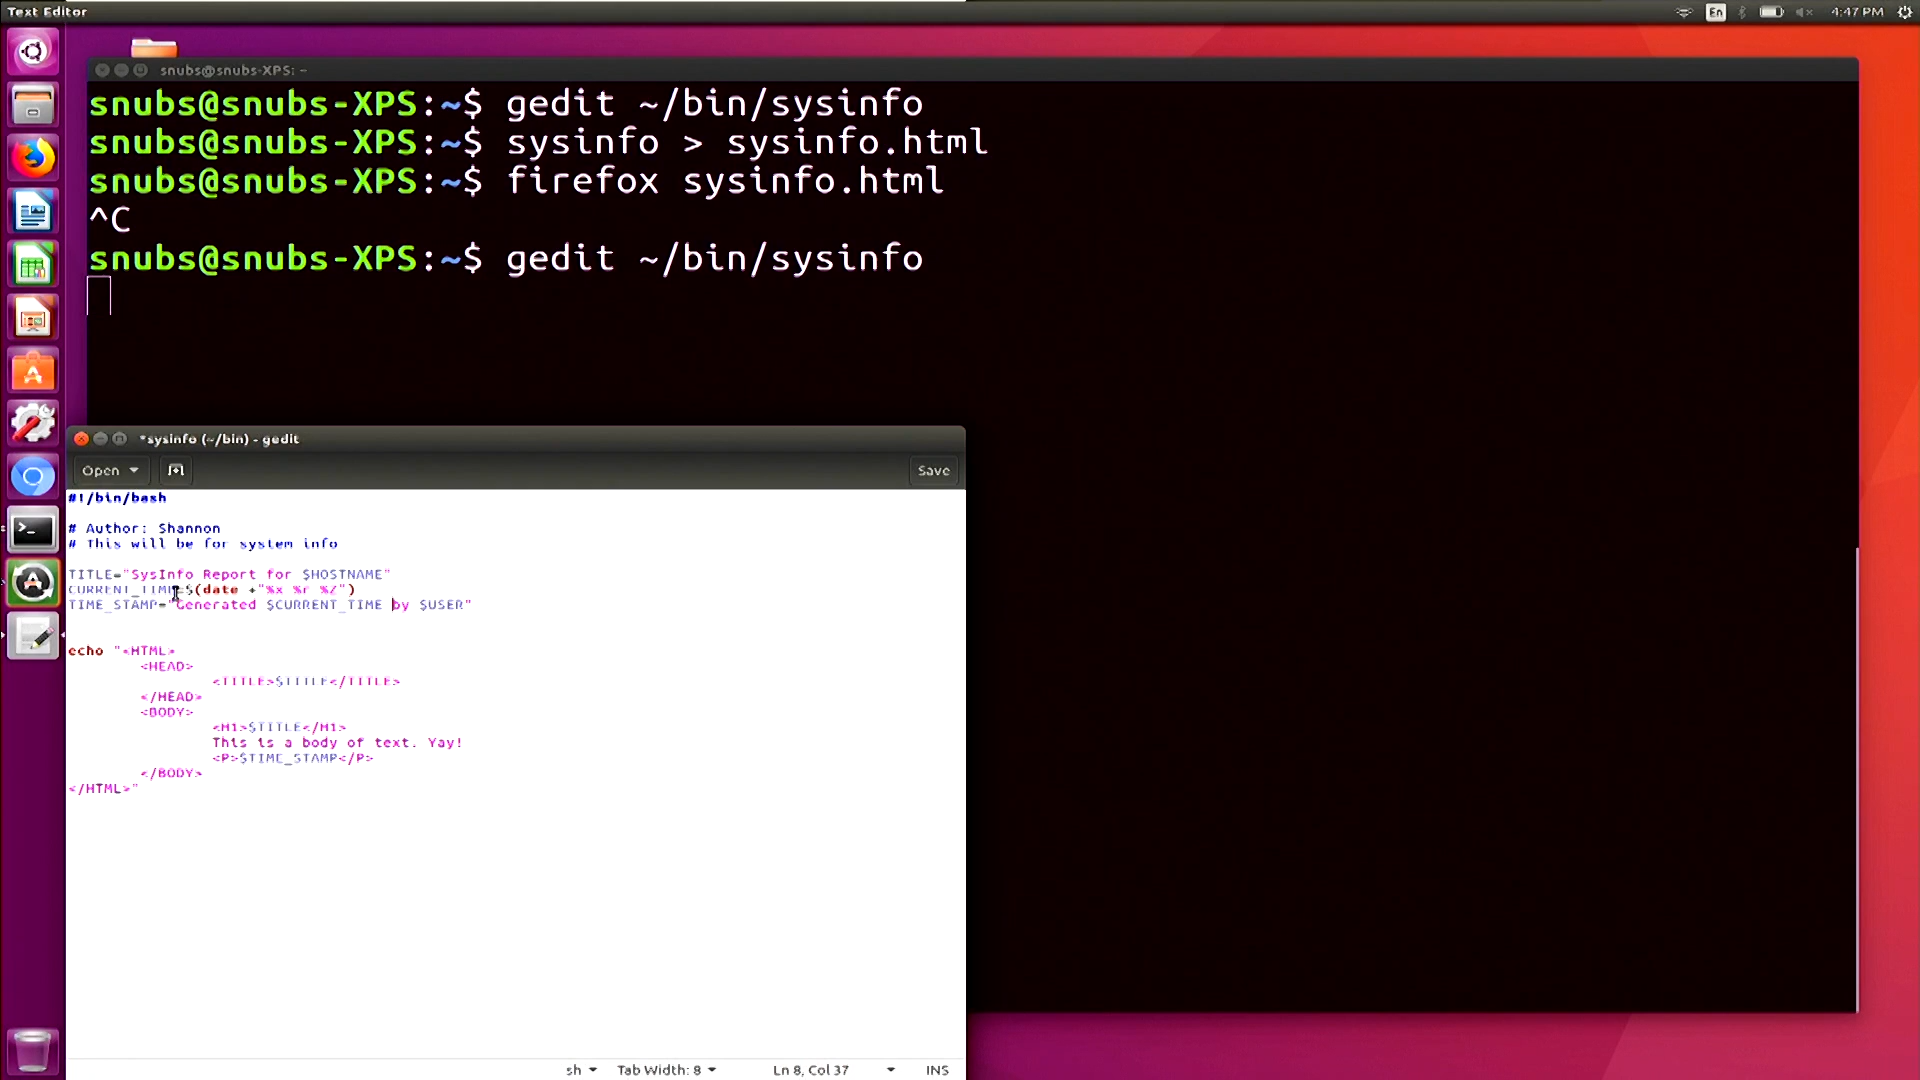 Text Editor
En
4:47 PM
snubs@snubs-XPS: ~
snubs@snubs-XPS:~$ gedit ~/bin/sysinfo
snubs@snubs-XPS:~$ sysinfo > sysinfo.html
snubs@snubs-XPS:~$ firefox sysinfo.html
^C
snubs@snubs-XPS:~$ gedit ~/bin/sysinfo
*sysinfo (~/bin) - gedit
Open
Save
#!/bin/bash
# Author: Shannon
# This will be for system info
TITLE="SysInfo Report for $HOSTNAME"
CURRENT_TIME=$(date +"%x %r %Z")
TIME_STAMP="Generated $CURRENT_TIME by $USER"
echo "<HTML>
<HEAD>
<TITLE>$TITLE</TITLE>
</HEAD>
<BODY>
<H1>$TITLE</H1>
This is a body of text. Yay!
<P>$TIME_STAMP</P>
</BODY>
</HTML>"
sh
Tab Width: 8
Ln 8, Col 37
INS